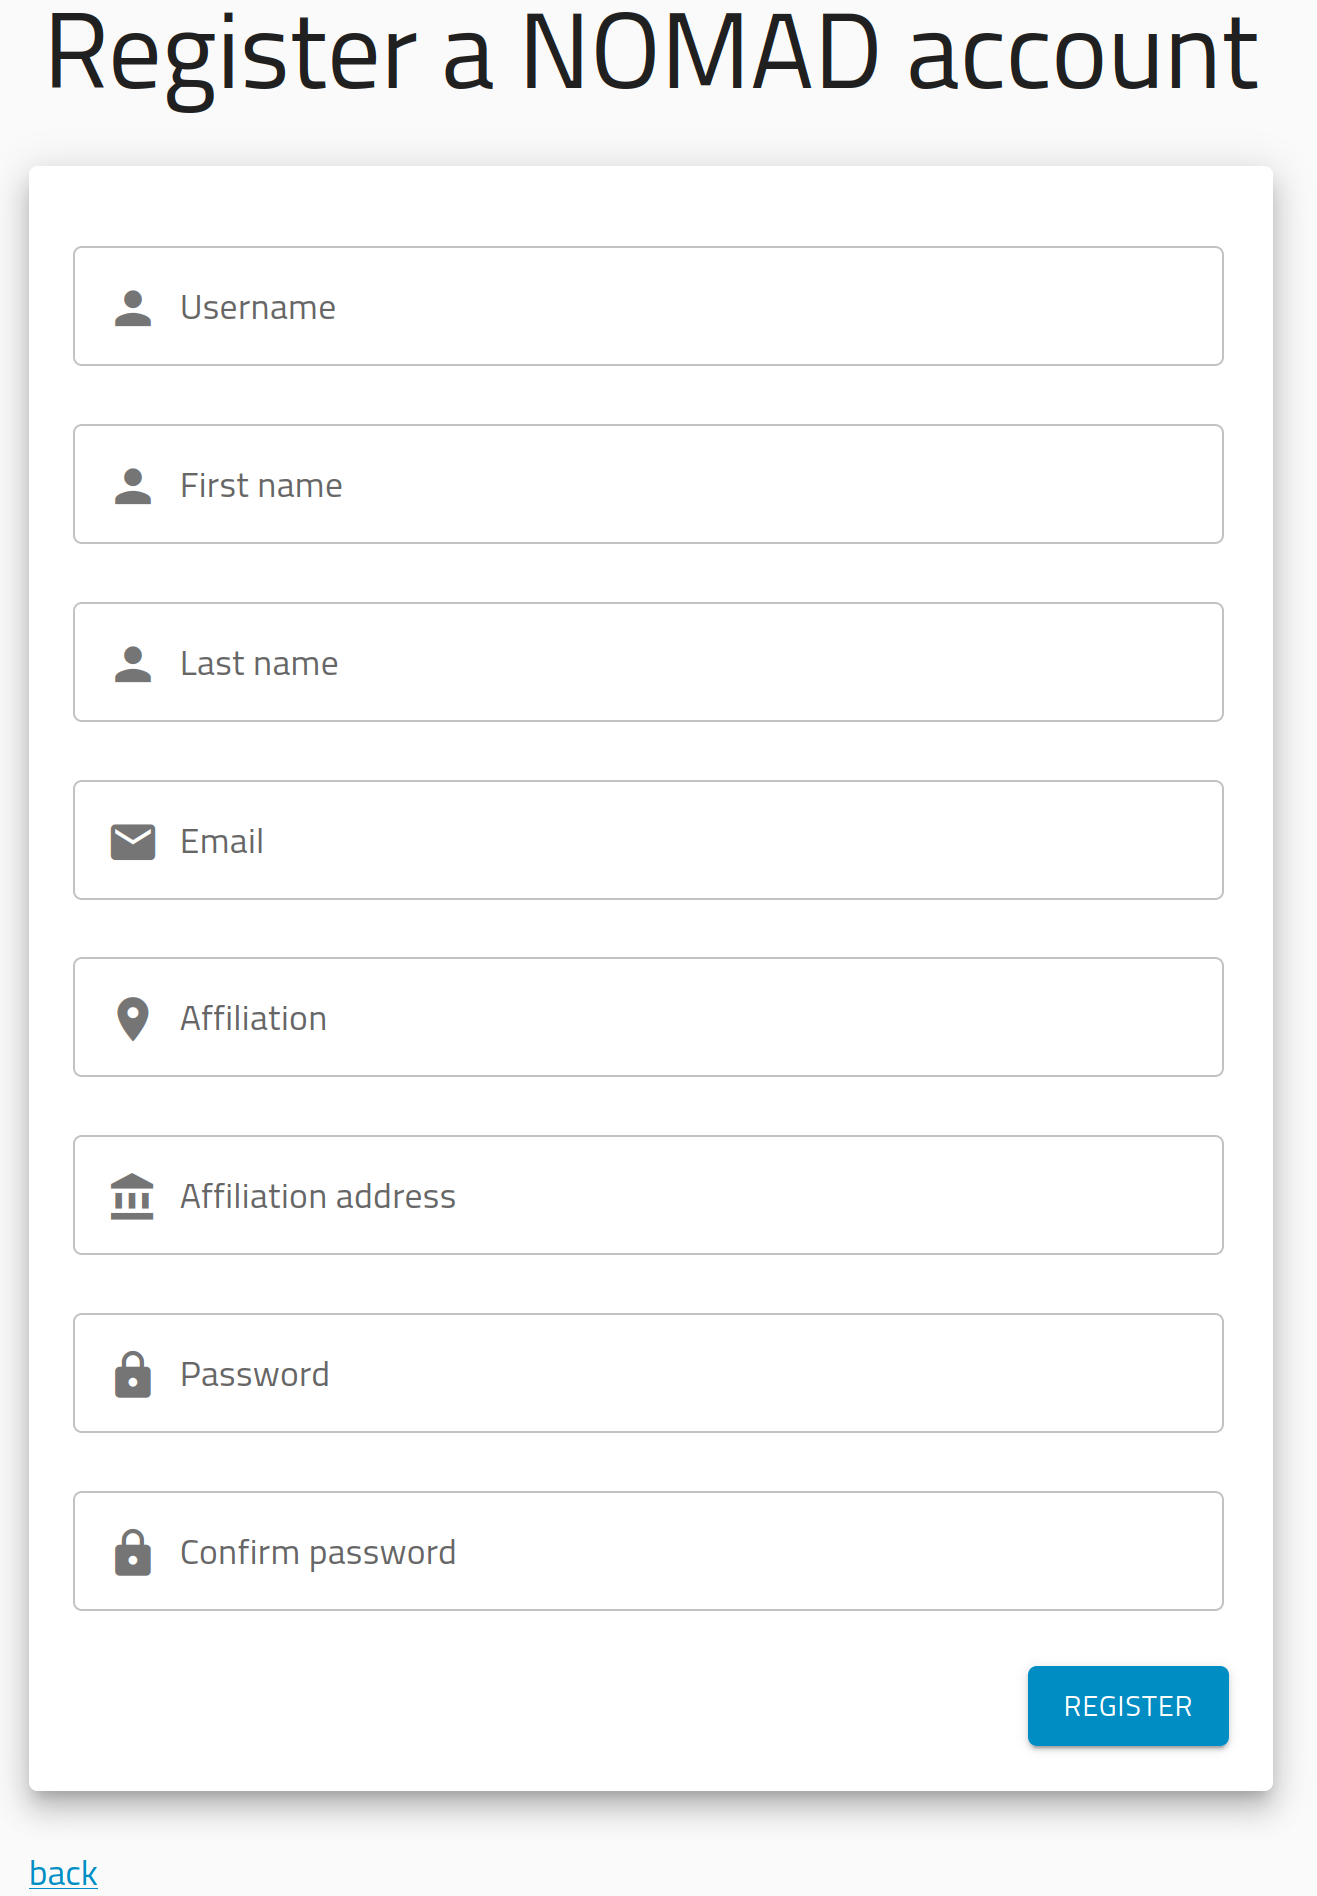 Register a NOMAD account
Username
First name
Last name
Email
Affiliation
Affiliation address
Password
Confirm password
REGISTER
back